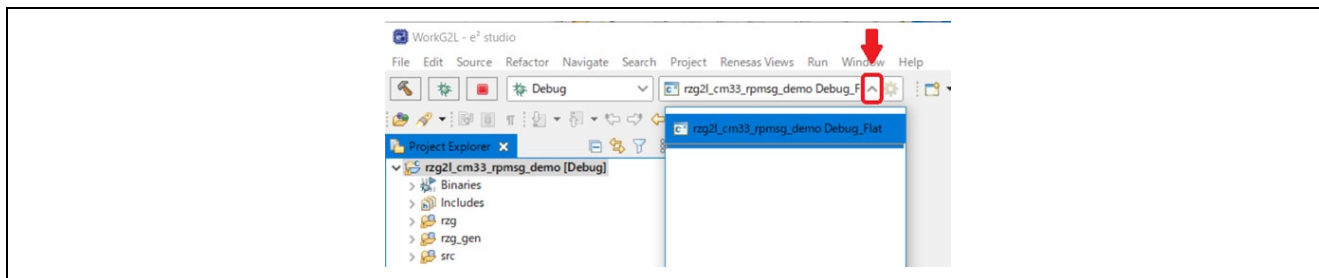 WorkG2L - e² studio
File Edit Source Refactor Navigate Search Project Renesas Views Run Window Help
Debug rzg2l_cm33_rpmsg_demo Debug_F
rzg2l_cm33_rpmsg_demo Debug_Flat
Project Explorer
rzg2l_cm33_rpmsg_demo [Debug]
Binaries
Includes
rzg
rzg_gen
src